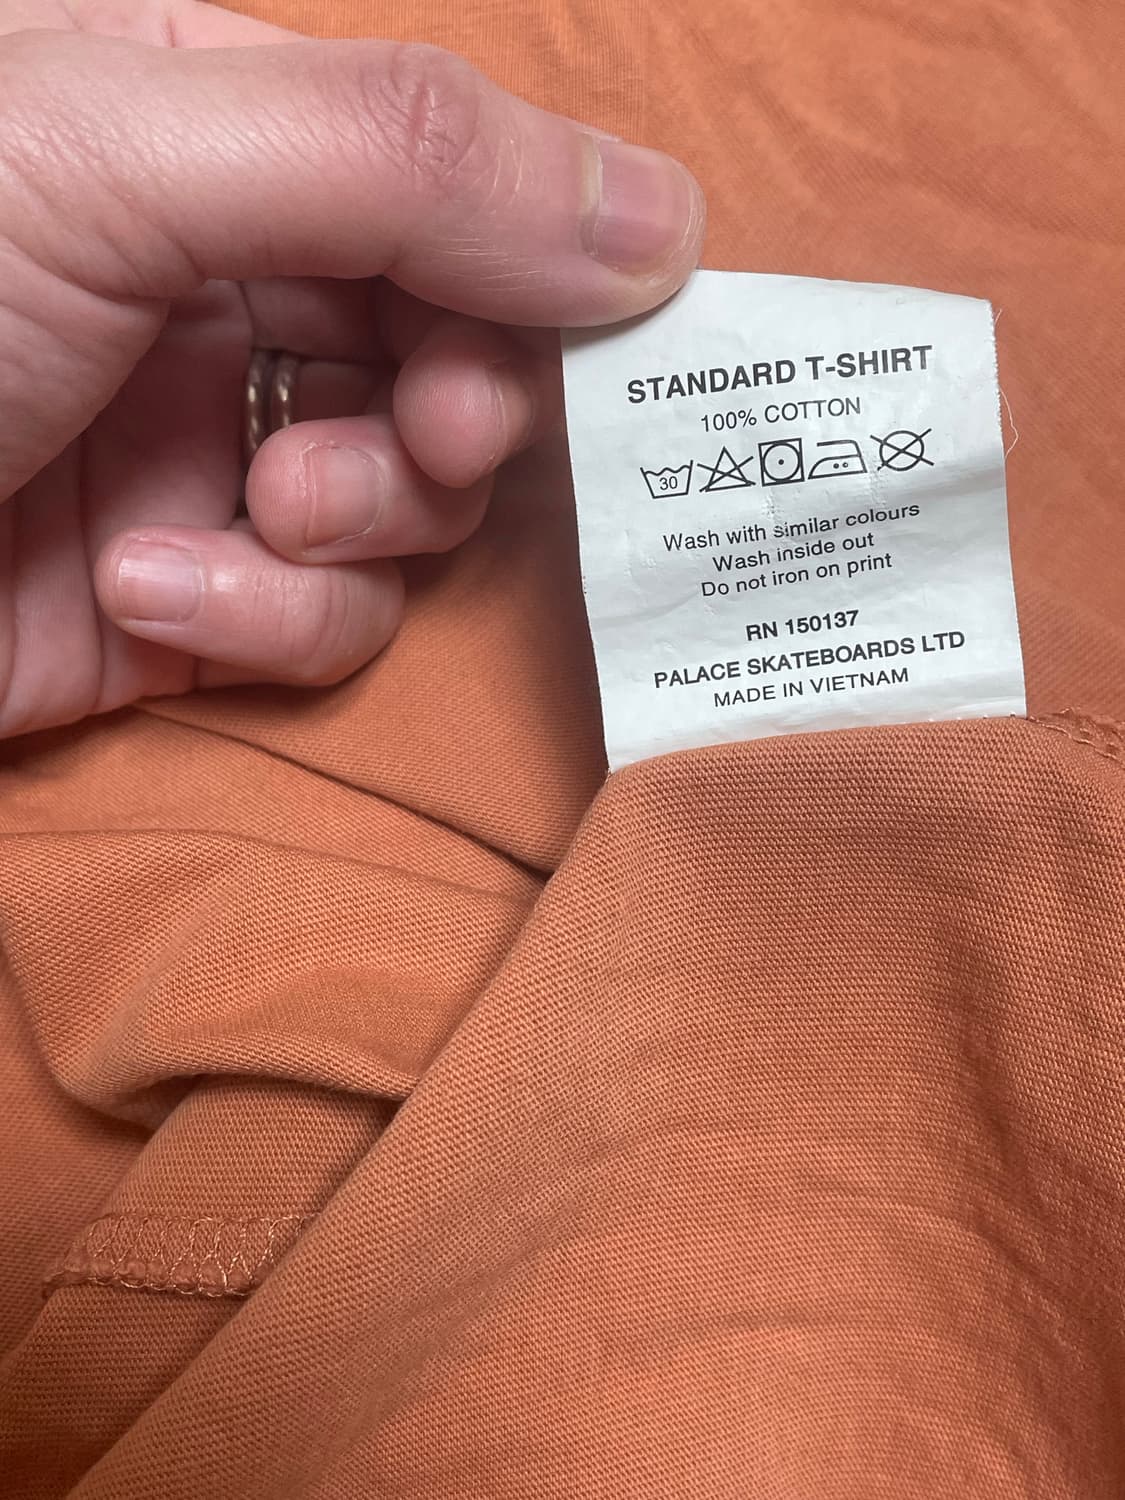 STANDARD T-SHIRT
100% COTTON
30
Wash with similar colours
Wash inside out
Do not iron on print
RN 150137
PALACE SKATEBOARDS LTD
MADE IN VIETNAM